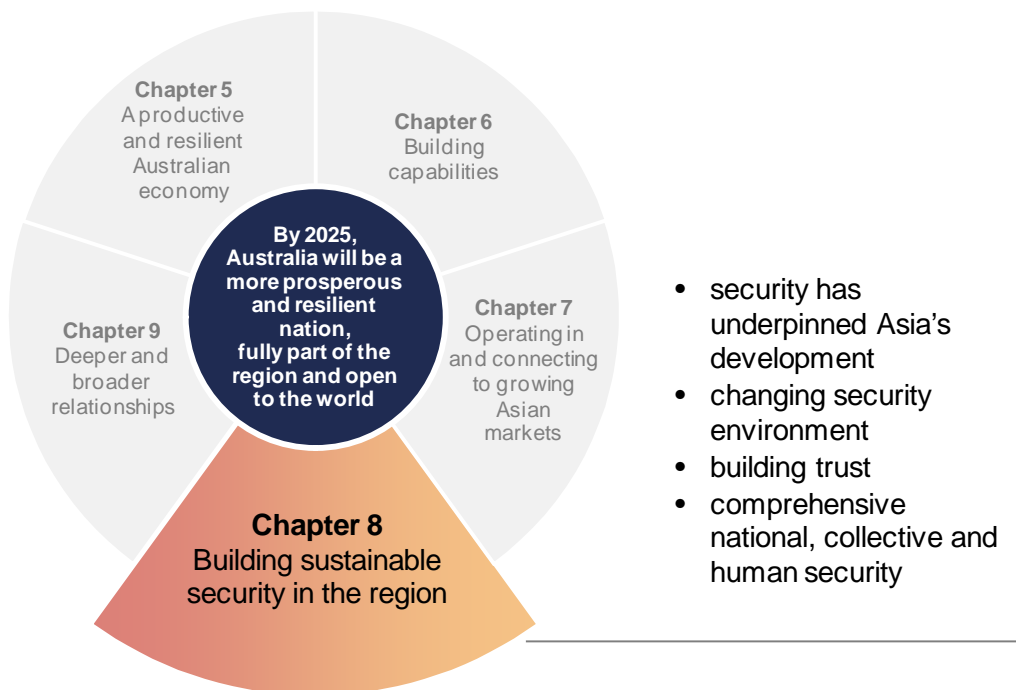 Chapter 5
A productive
and resilient
Australian
economy
Chapter 6
Building
capabilities
By 2025,
Australia will be a
more prosperous
and resilient
nation,
fully part of the
region and open
to the world
Chapter 9
Deeper and
broader
relationships
Chapter 7
Operating in
and connecting
to growing
Asian
markets
Chapter 8
Building sustainable
security in the region
• security has
underpinned Asia's
development
• changing security
environment
• building trust
• comprehensive
national, collective and
human security